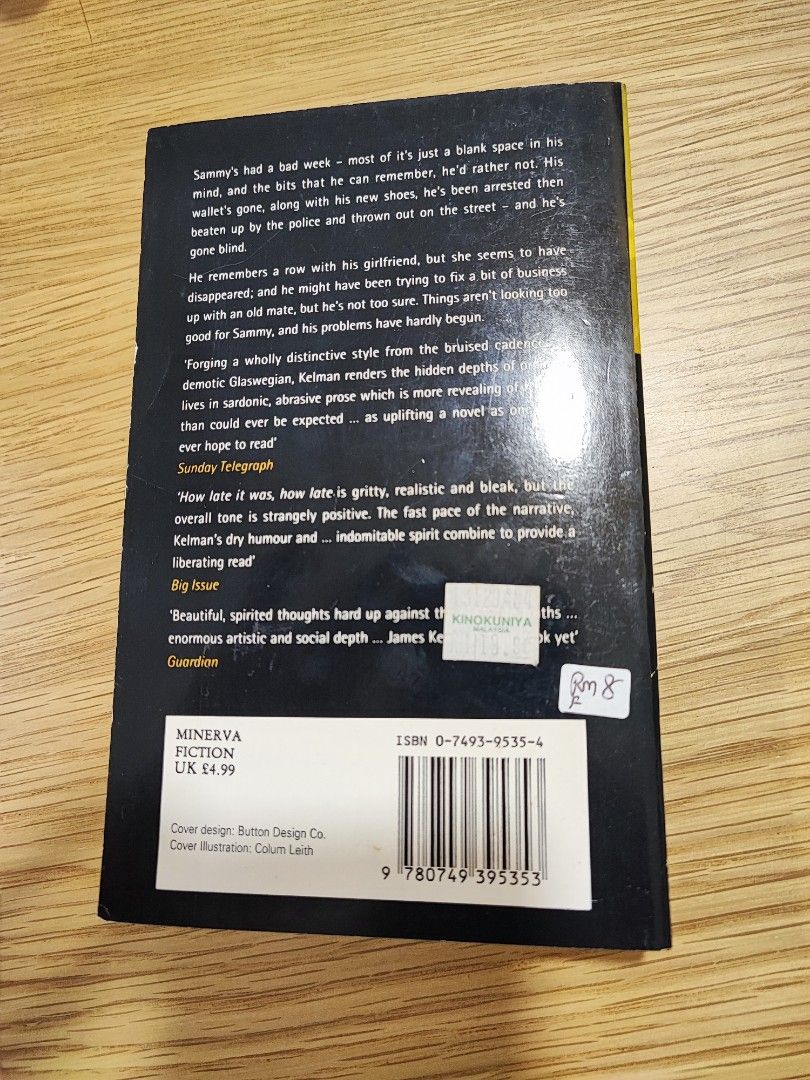 Sammy's had a bad week – most of it's just a blank space in his
mind, and the bits that he can remember, he'd rather not. His
wallet's gone, along with his new shoes, he's been arrested then
beaten up by the police and thrown out on the street – and he's
gone blind.
He remembers a row with his girlfriend, but she seems to have
disappeared; and he might have been trying to fix a bit of business
up with an old mate, but he's not too sure. Things aren't looking too
good for Sammy, and his problems have hardly begun.
'Forging a wholly distinctive style from the bruised
demotic Glaswegian, Kelman renders the hidden depths of
lives in sardonic, abrasive prose which is more revealing of
than could ever be expected ... as uplifting a novel as
ever hope to read'
Sunday Telegraph
'How late it was, how late is gritty, realistic and bleak, but the
overall tone is strangely positive. The fast pace of the narrative,
Kelman's dry humour and ... indomitable spirit combine to provide a
liberating read'
Big Issue
'Beautiful, spirited thoughts hard up against ...
enormous artistic and social depth ... James yet'
Guardian
KINOKUNIYA
MALAYSIA
RM 8
F
MINERVA
FICTION
UK £4.99
ISBN 0-7493-9535-4
Cover design: Button Design Co.
Cover Illustration: Colum Leith
9 780749 395353